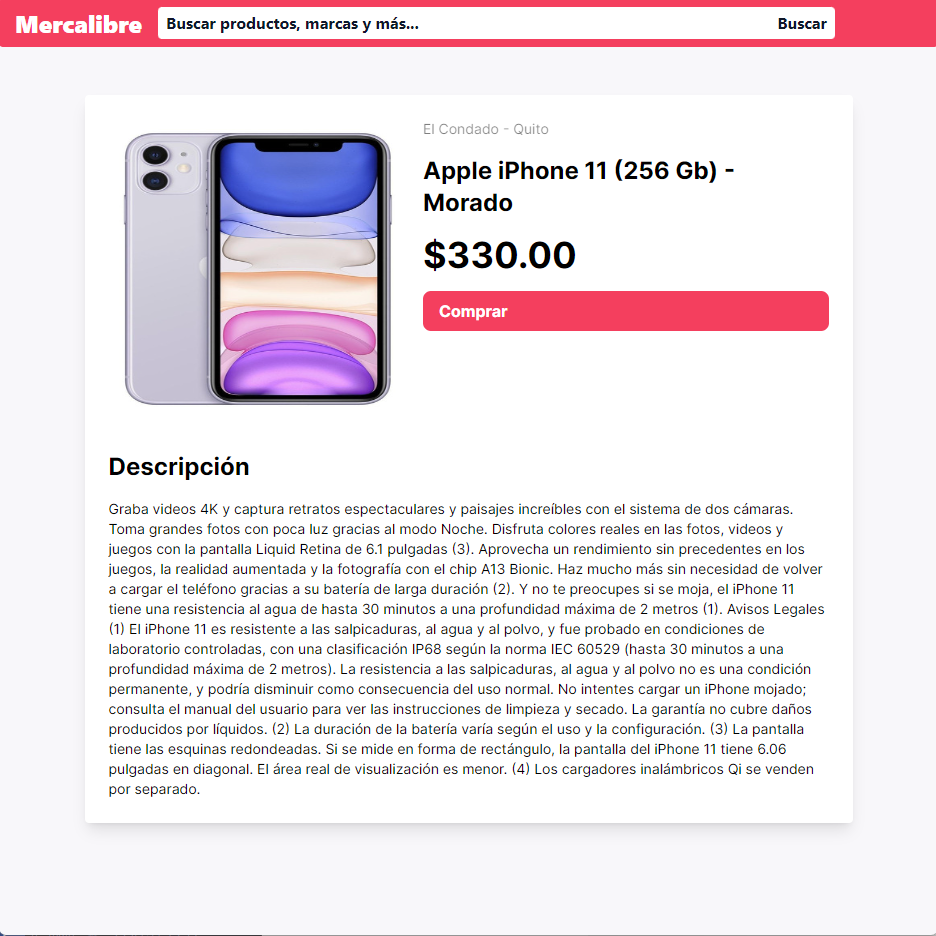 Mercalibre
Buscar productos, marcas y más...
Buscar
El Condado - Quito
Apple iPhone 11 (256 Gb) -
Morado
$330.00
Comprar
Descripción
Graba videos 4K y captura retratos espectaculares y paisajes increíbles con el sistema de dos cámaras.
Toma grandes fotos con poca luz gracias al modo Noche. Disfruta colores reales en las fotos, videos y
juegos con la pantalla Liquid Retina de 6.1 pulgadas (3). Aprovecha un rendimiento sin precedentes en los
juegos, la realidad aumentada y la fotografía con el chip A13 Bionic. Haz mucho más sin necesidad de volver
a cargar el teléfono gracias a su batería de larga duración (2). Y no te preocupes si se moja, el iPhone 11
tiene una resistencia al agua de hasta 30 minutos a una profundidad máxima de 2 metros (1). Avisos Legales
(1) El iPhone 11 es resistente a las salpicaduras, al agua y al polvo, y fue probado en condiciones de
laboratorio controladas, con una clasificación IP68 según la norma IEC 60529 (hasta 30 minutos a una
profundidad máxima de 2 metros). La resistencia a las salpicaduras, al agua y al polvo no es una condición
permanente, y podría disminuir como consecuencia del uso normal. No intentes cargar un iPhone mojado;
consulta el manual del usuario para ver las instrucciones de limpieza y secado. La garantía no cubre daños
producidos por líquidos. (2) La duración de la batería varía según el uso y la configuración. (3) La pantalla
tiene las esquinas redondeadas. Si se mide en forma de rectángulo, la pantalla del iPhone 11 tiene 6.06
pulgadas en diagonal. El área real de visualización es menor. (4) Los cargadores inalámbricos Qi se venden
por separado.